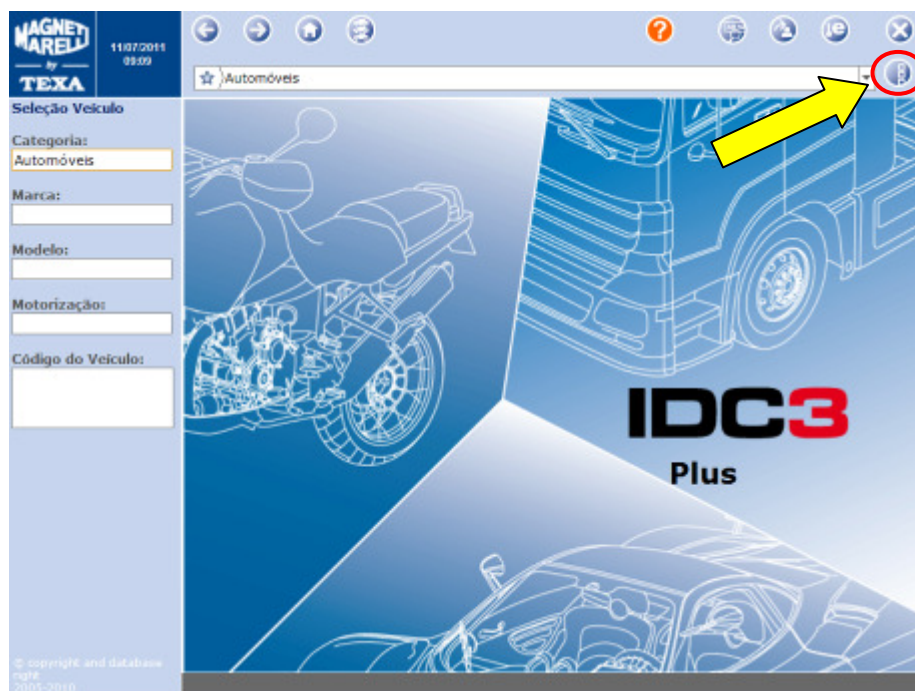 MAGNETI
MARELLI
by
TEXA
11/07/2011
09:09
?
Automóveis
Seleção Veículo
Categoria:
Automóveis
Marca:
Modelo:
Motorização:
Código do Veículo:
IDC3
Plus
© copyright and database
right
2005-2010